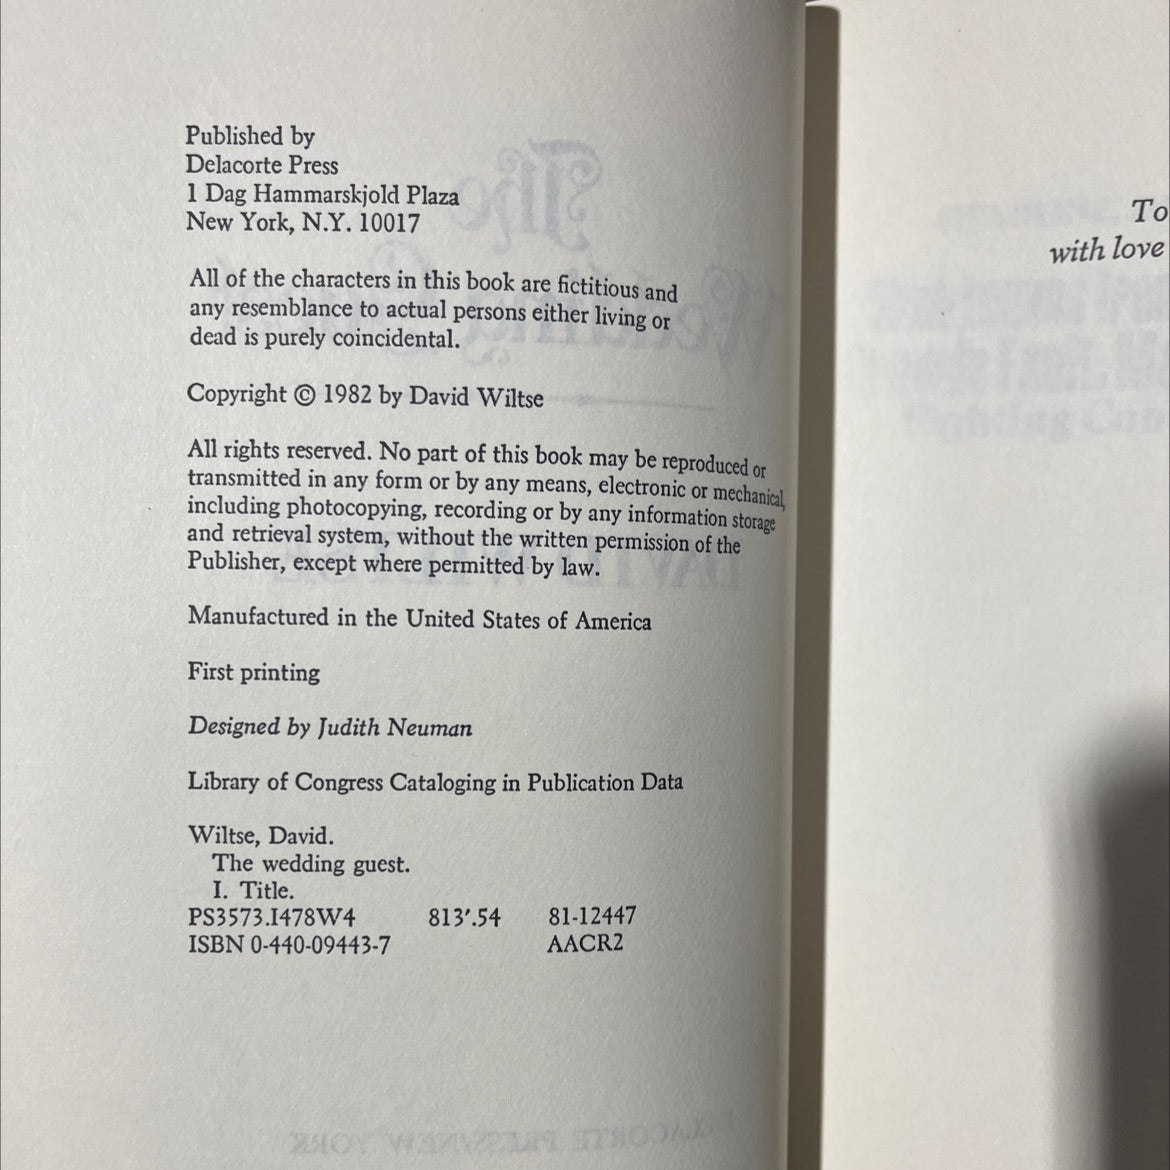 Published by
Delacorte Press
1 Dag Hammarskjold Plaza
New York, N.Y. 10017
All of the characters in this book are fictitious and
any resemblance to actual persons either living or
dead is purely coincidental.
Copyright © 1982 by David Wiltse
All rights reserved. No part of this book may be reproduced or
transmitted in any form or by any means, electronic or mechanical,
including photocopying, recording or by any information storage
and retrieval system, without the written permission of the
Publisher, except where permitted by law.
Manufactured in the United States of America
First printing
Designed by Judith Neuman
Library of Congress Cataloging in Publication Data
Wiltse, David.
The wedding guest.
I. Title.
PS3573.I478W4 813′.54 81-12447
ISBN 0-440-09443-7 AACR2
To
with love